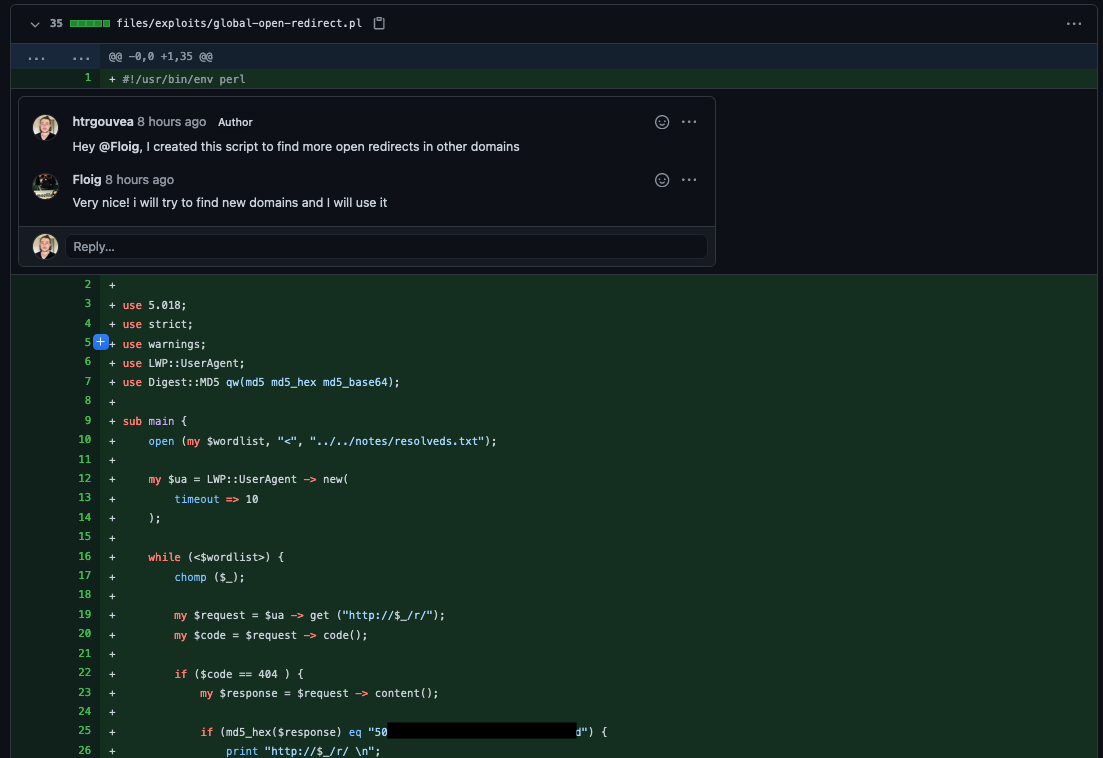 35 files/exploits/global-open-redirect.pl
... ... @@ -0,0 +1,35 @@
1 + #!/usr/bin/env perl
htrgouvea 8 hours ago Author
Hey @Floig, I created this script to find more open redirects in other domains
Floig 8 hours ago
Very nice! i will try to find new domains and I will use it
Reply...
2 +
3 + use 5.018;
4 + use strict;
5 + use warnings;
6 + use LWP::UserAgent;
7 + use Digest::MD5 qw(md5 md5_hex md5_base64);
8 +
9 + sub main {
10 + open (my $wordlist, "<", "../../notes/resolveds.txt");
11 +
12 + my $ua = LWP::UserAgent -> new(
13 + timeout => 10
14 + );
15 +
16 + while (<$wordlist>) {
17 + chomp ($_);
18 +
19 + my $request = $ua -> get ("http://$_/r/");
20 + my $code = $request -> code();
21 +
22 + if ($code == 404 ) {
23 + my $response = $request -> content();
24 +
25 + if (md5_hex($response) eq "50 d") {
26 + print "http://$_/r/ \n";